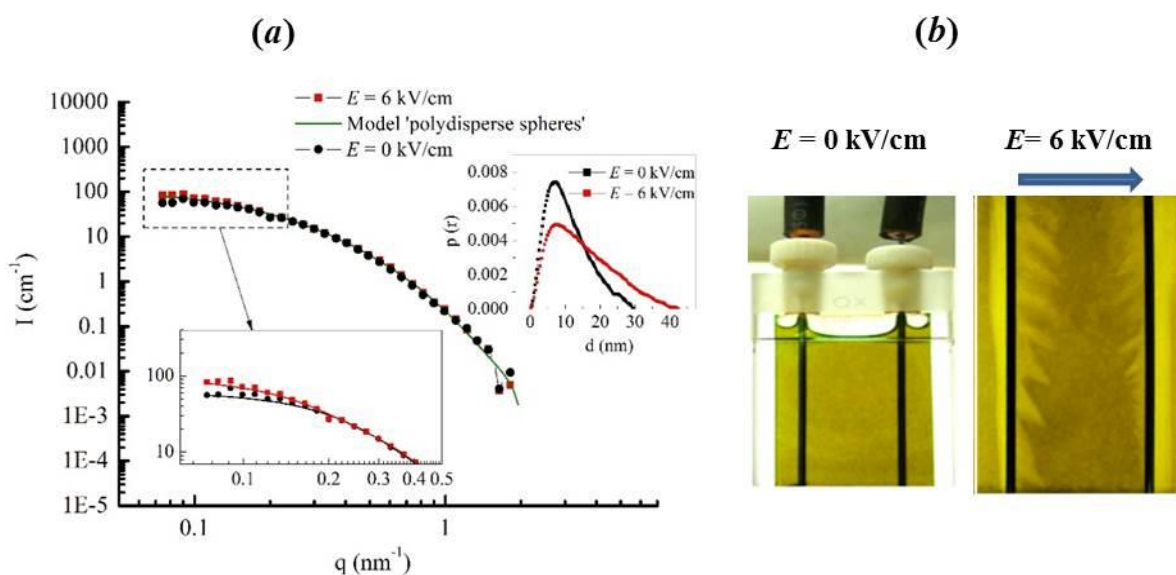 (a)
(b)
10000
1000
100
10
1
0.1
0.01
1E-3
1E-4
1E-5
I (cm⁻¹)
0.1
1
q (nm⁻¹)
E = 6 kV/cm
Model 'polydisperse spheres'
E = 0 kV/cm
0.008
0.006
0.004
0.002
0.000
p (r)
E = 0 kV/cm
E = 6 kV/cm
0 10 20 30 40
d (nm)
100
10
0.1 0.2 0.3 0.4 0.5
E = 0 kV/cm
E= 6 kV/cm